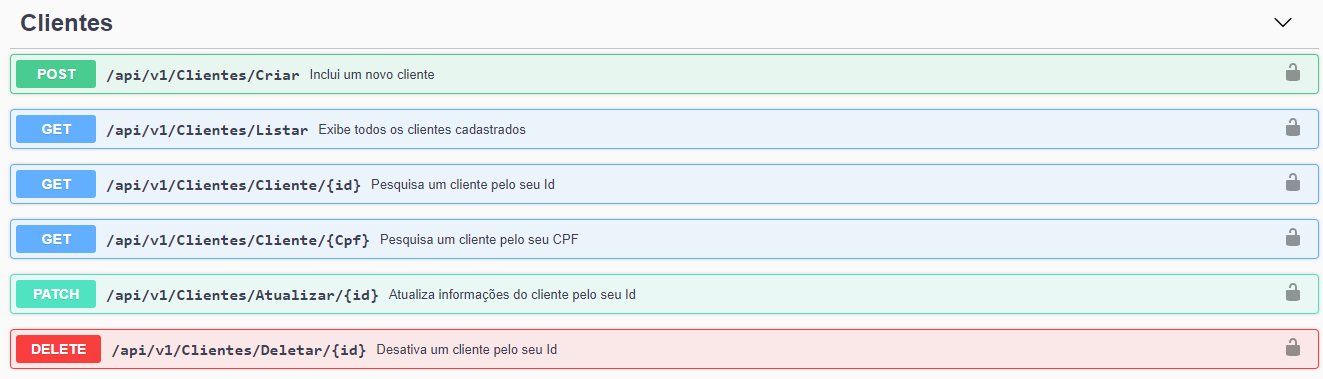 Clientes
POST /api/v1/Clientes/Criar Inclui um novo cliente
GET /api/v1/Clientes/Listar Exibe todos os clientes cadastrados
GET /api/v1/Clientes/Cliente/{id} Pesquisa um cliente pelo seu Id
GET /api/v1/Clientes/Cliente/{Cpf} Pesquisa um cliente pelo seu CPF
PATCH /api/v1/Clientes/Atualizar/{id} Atualiza informações do cliente pelo seu Id
DELETE /api/v1/Clientes/Deletar/{id} Desativa um cliente pelo seu Id